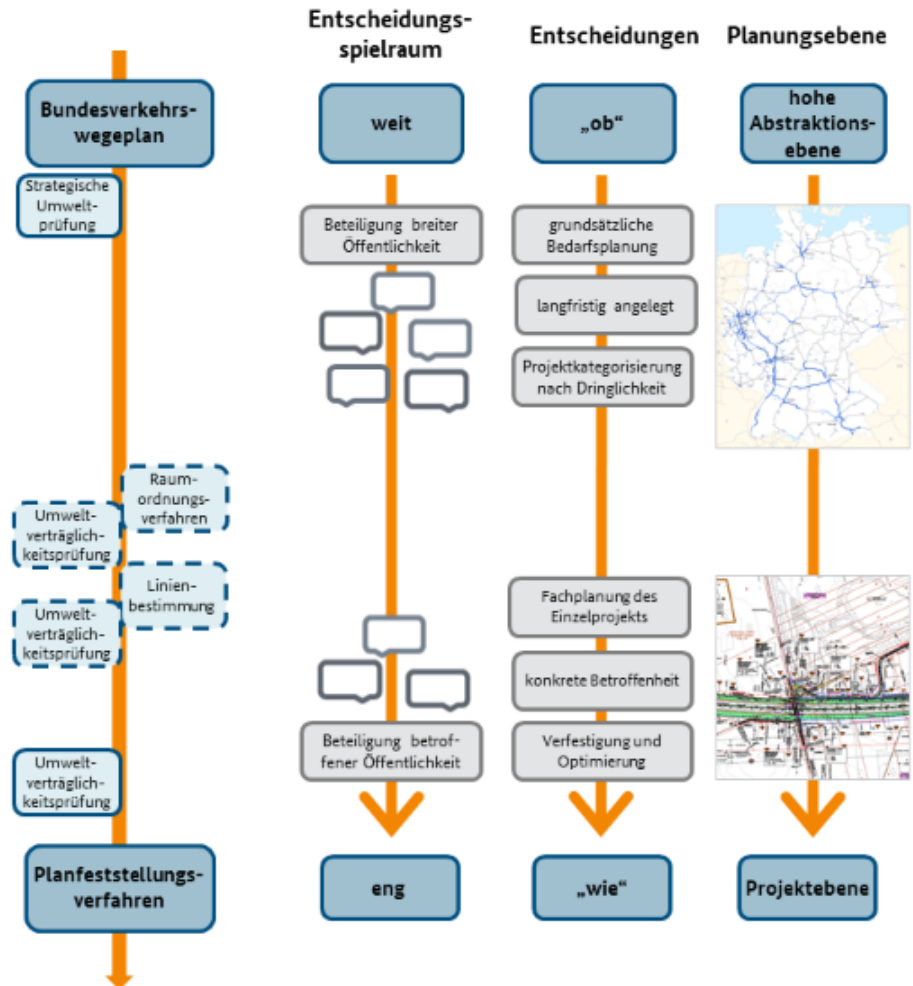 Entscheidungs-
spielraum
Entscheidungen
Planungsebene
Bundesverkehrs-
wegeplan
weit
„ob“
hohe
Abstraktions-
ebene
Strategische
Umwelt-
prüfung
Beteiligung breiter
Öffentlichkeit
grundsätzliche
Bedarfsplanung
langfristig angelegt
Projektkategorisierung
nach Dringlichkeit
Raum-
ordnungs-
verfahren
Umwelt-
verträglich-
keitsprüfung
Linien-
bestimmung
Umwelt-
verträglich-
keitsprüfung
Fachplanung des
Einzelprojekts
konkrete Betroffenheit
Beteiligung betrof-
fener Öffentlichkeit
Verfestigung und
Optimierung
Umwelt-
verträglich-
keitsprüfung
Planfeststellungs-
verfahren
eng
„wie“
Projektebene